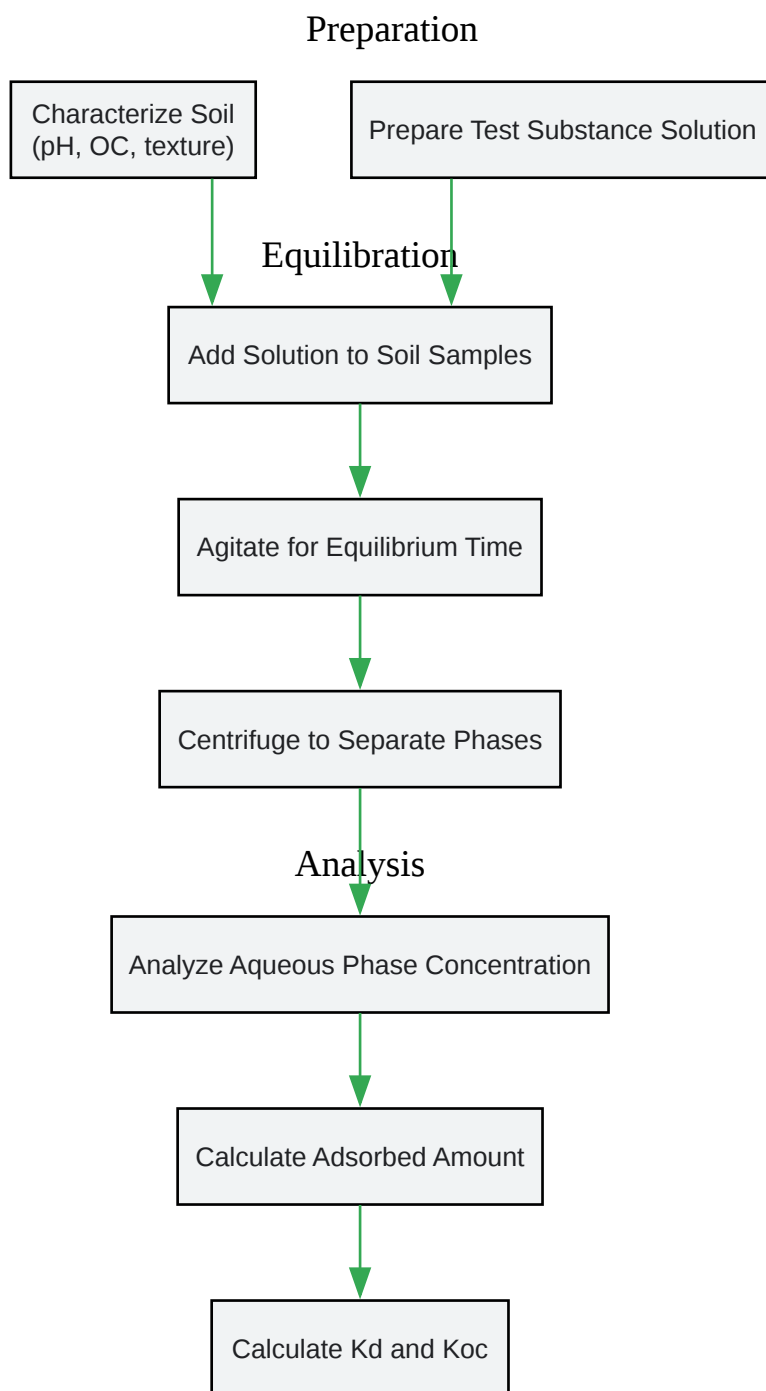 Preparation
Characterize Soil
(pH, OC, texture)
Prepare Test Substance Solution
Equilibration
Add Solution to Soil Samples
Agitate for Equilibrium Time
Centrifuge to Separate Phases
Analysis
Analyze Aqueous Phase Concentration
Calculate Adsorbed Amount
Calculate Kd and Koc